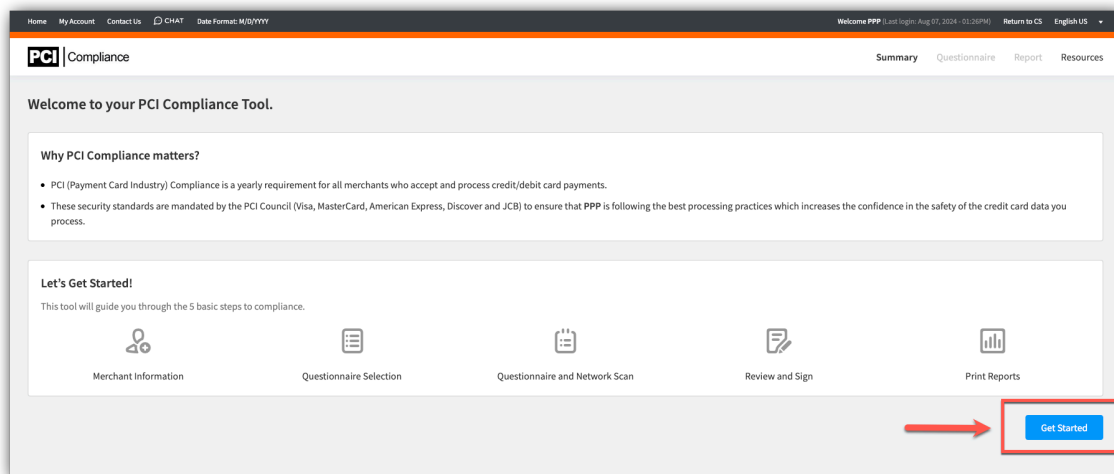 Home My Account Contact Us CHAT Date Format: M/D/YYYY Welcome PPP (Last login: Aug 07, 2024 - 01:26PM) Return to CS English US
PCI Compliance Summary Questionnaire Report Resources
Welcome to your PCI Compliance Tool.
Why PCI Compliance matters?
• PCI (Payment Card Industry) Compliance is a yearly requirement for all merchants who accept and process credit/debit card payments.
• These security standards are mandated by the PCI Council (Visa, MasterCard, American Express, Discover and JCB) to ensure that PPP is following the best processing practices which increases the confidence in the safety of the credit card data you
process.
Let's Get Started!
This tool will guide you through the 5 basic steps to compliance.
Merchant Information Questionnaire Selection Questionnaire and Network Scan Review and Sign Print Reports
Get Started